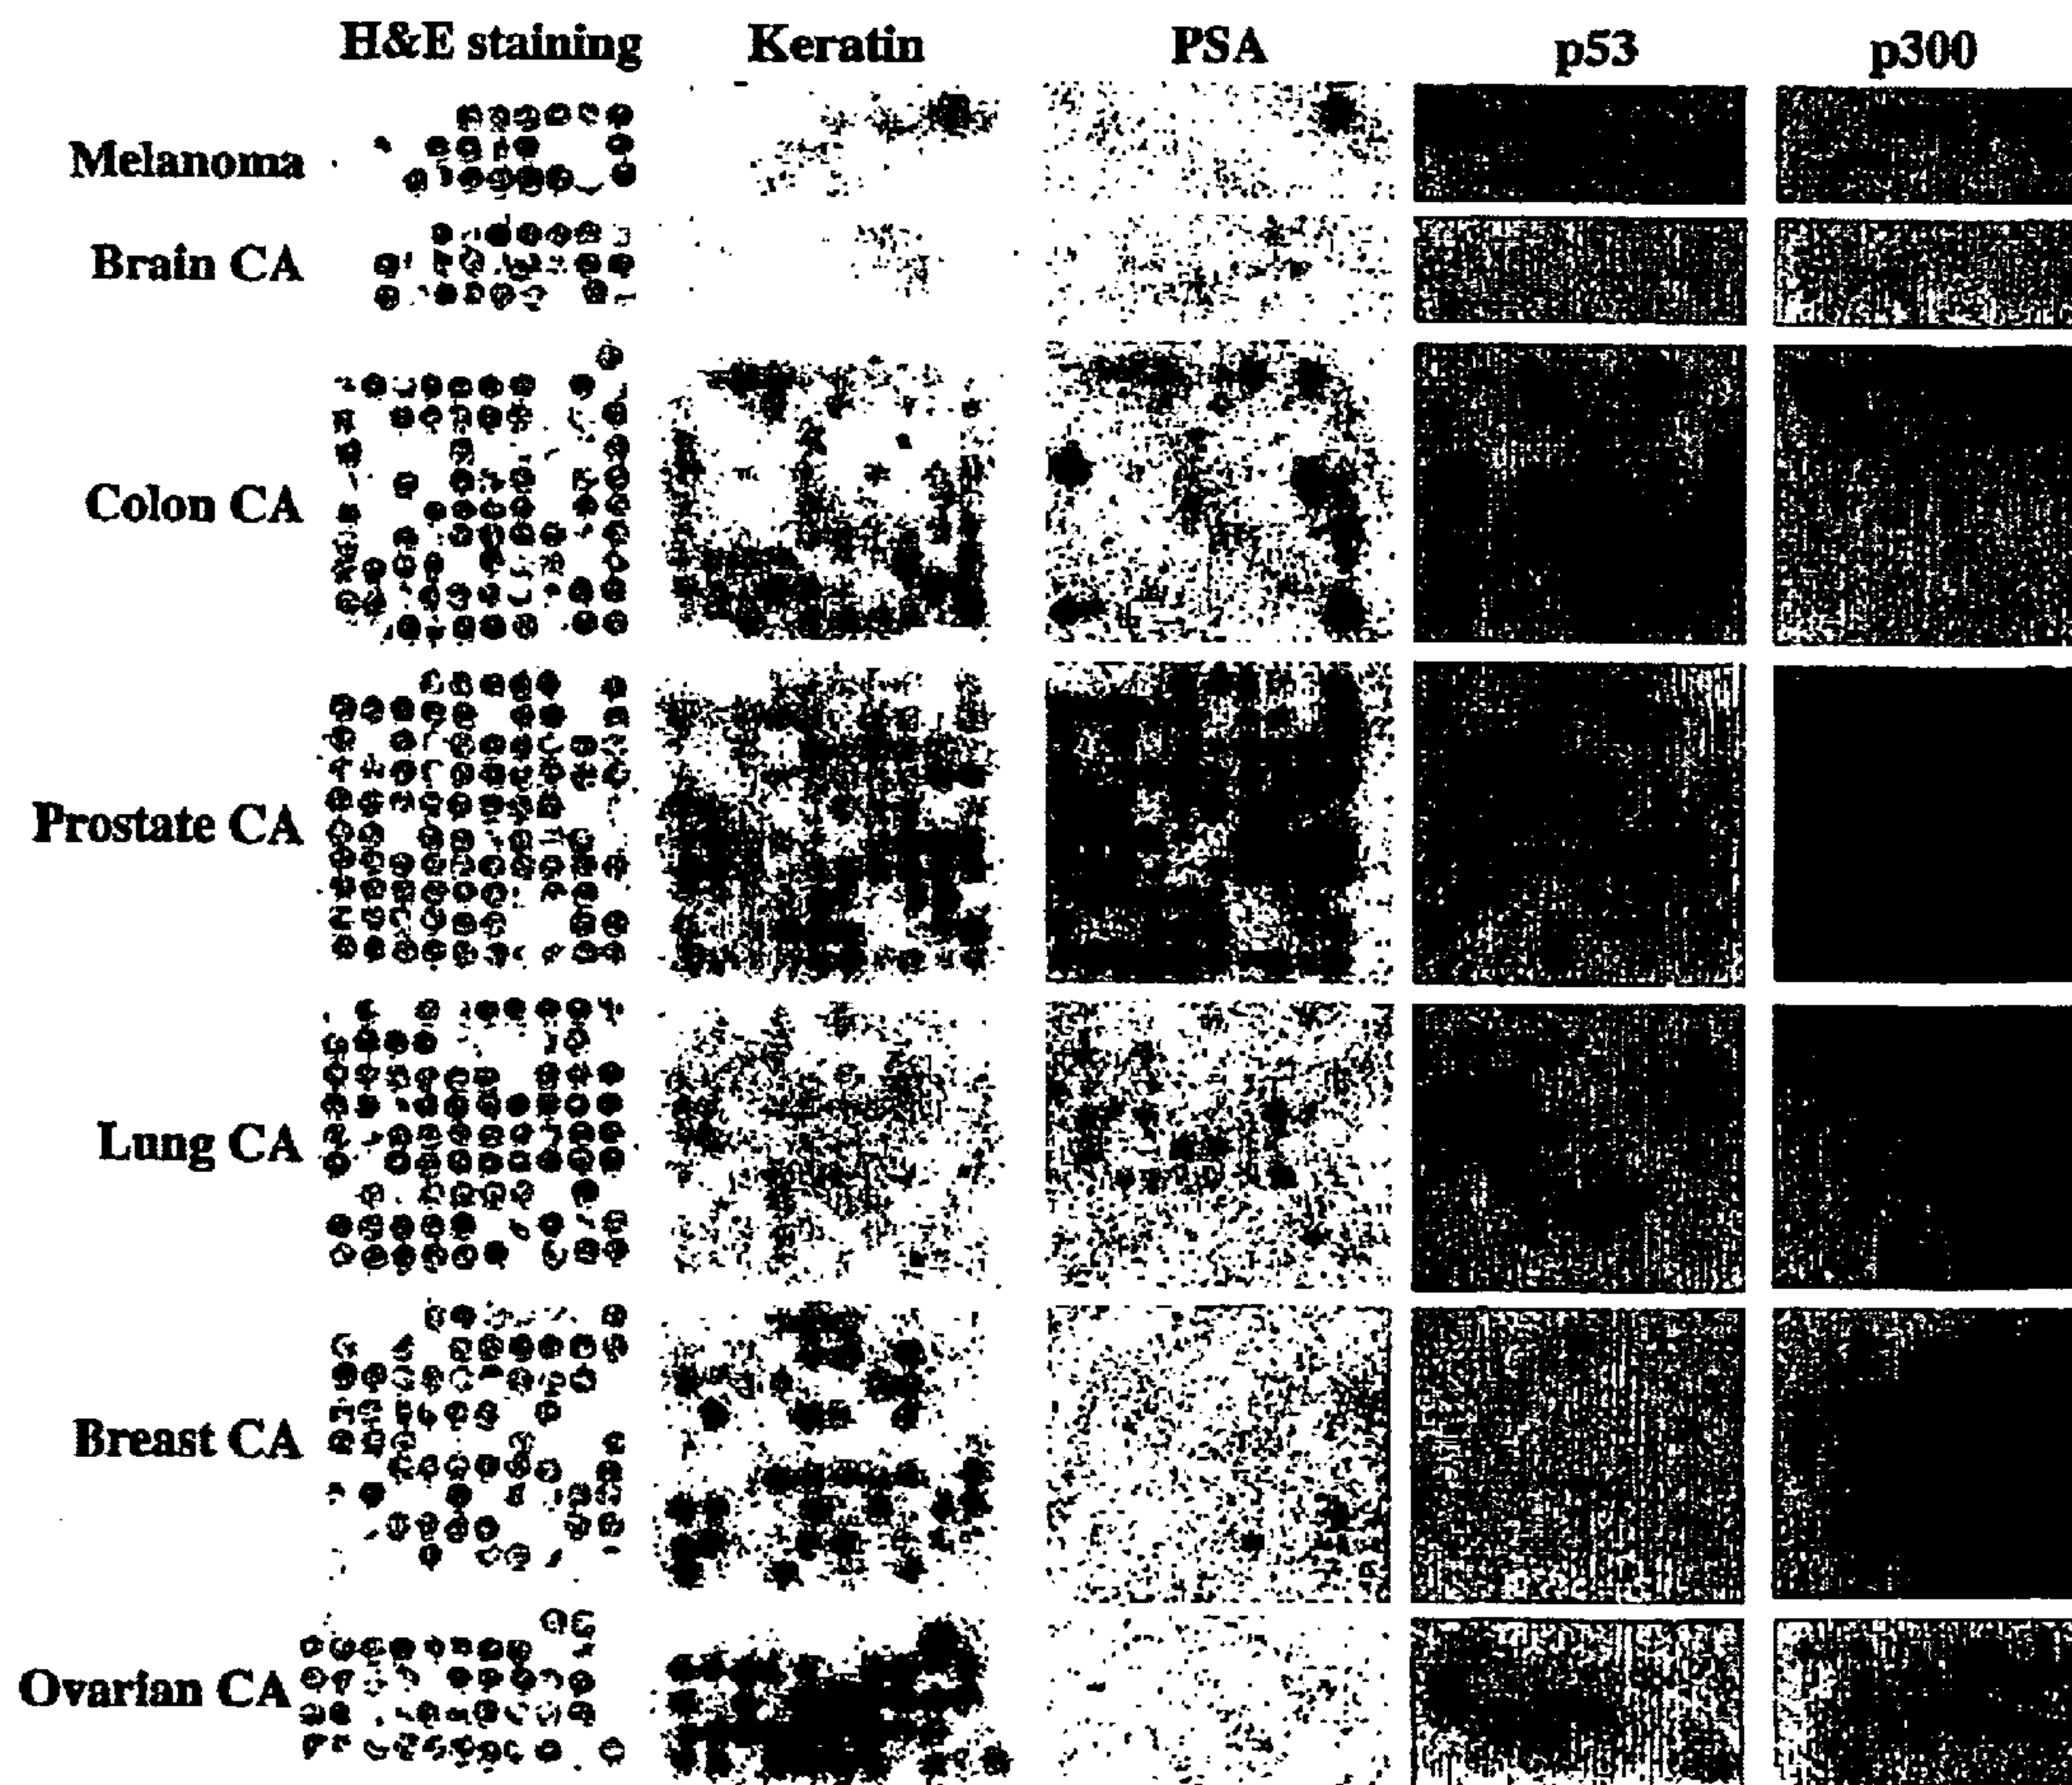 H&E staining Keratin PSA p53 p300
Melanoma
Brain CA
Colon CA
Prostate CA
Lung CA
Breast CA
Ovarian CA